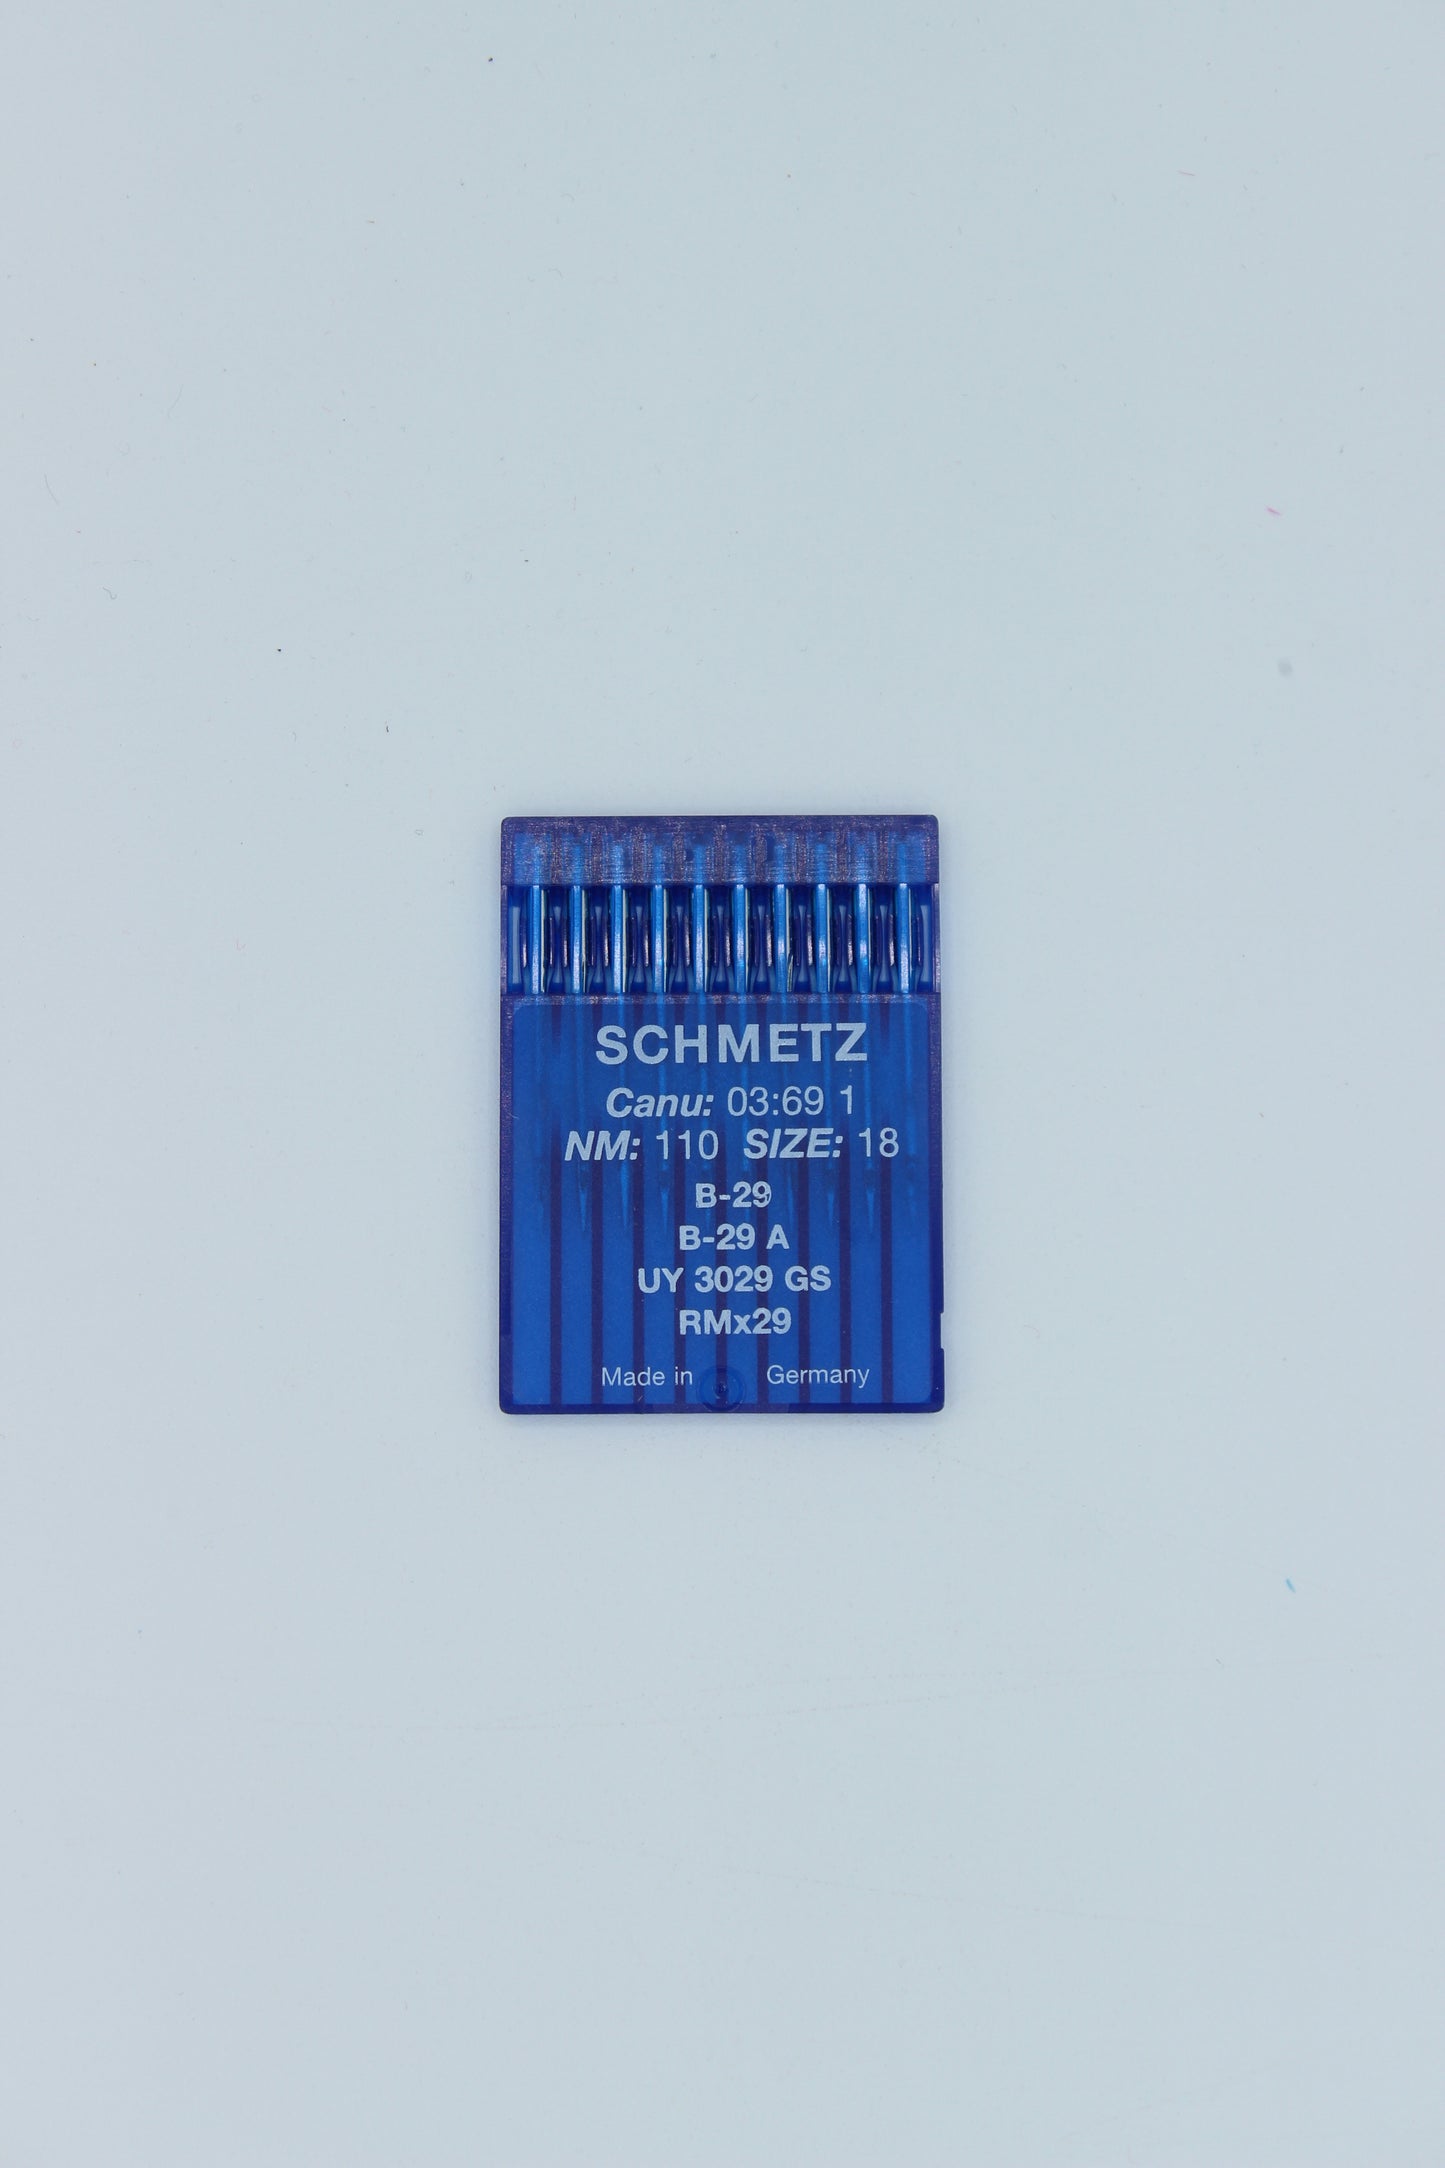 SCHMETZ
Canu: 03:69 1
NM: 110 SIZE: 18
B-29
B-29 A
UY 3029 GS
RMx29
Made in Germany